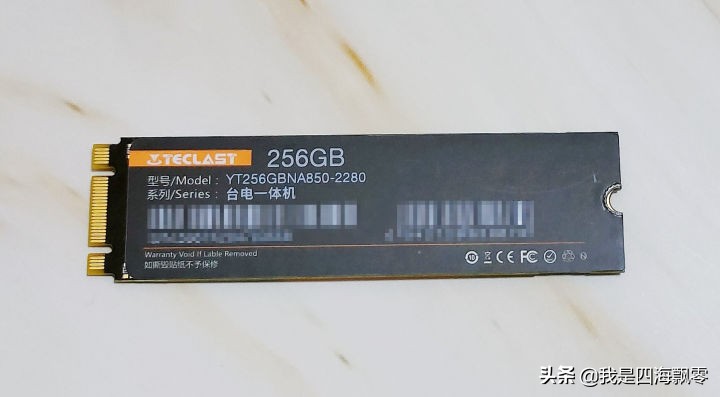 TECLAST 256GB
型号/Model : YT256GBNA850-2280
系列/Series : 台电一体机
Warranty Void If Lable Removed
如撕毁贴纸不予保修
10 CE FC
头条 @我是四海飘零